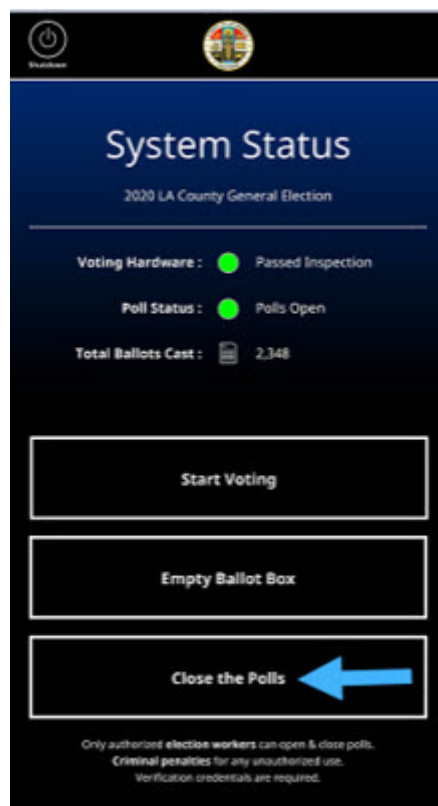 Shutdown
System Status
2020 LA County General Election
Voting Hardware : Passed Inspection
Poll Status : Polls Open
Total Ballots Cast : 2,348
Start Voting
Empty Ballot Box
Close the Polls
Only authorized election workers can open & close polls.
Criminal penalties for any unauthorized use.
Verification credentials are required.